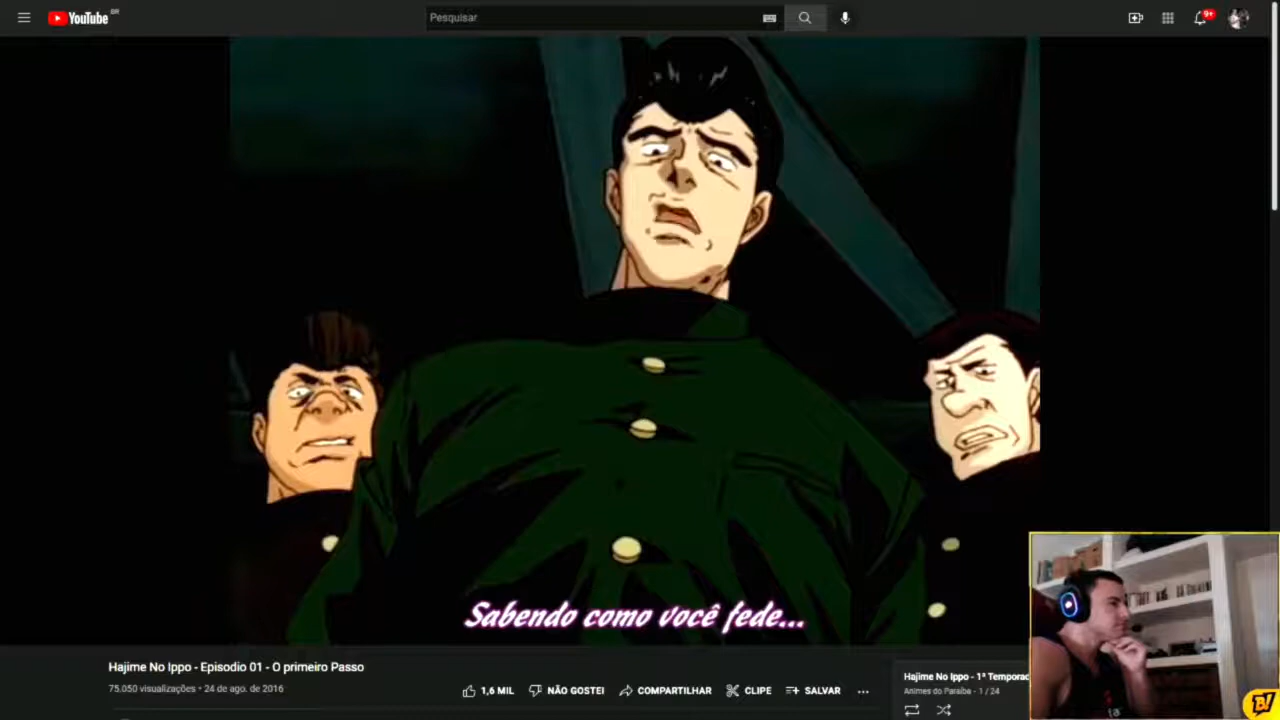 YouTube BR
Pesquisar
9+
Sabendo como você fede...
Hajime No Ippo - Episodio 01 - O primeiro Passo
75.050 visualizações • 24 de ago. de 2016
1,6 MIL
NÃO GOSTEI
COMPARTILHAR
CLIPE
SALVAR
Hajime No Ippo - 1ª Temporad
Animes do Paraiba - 1 / 24